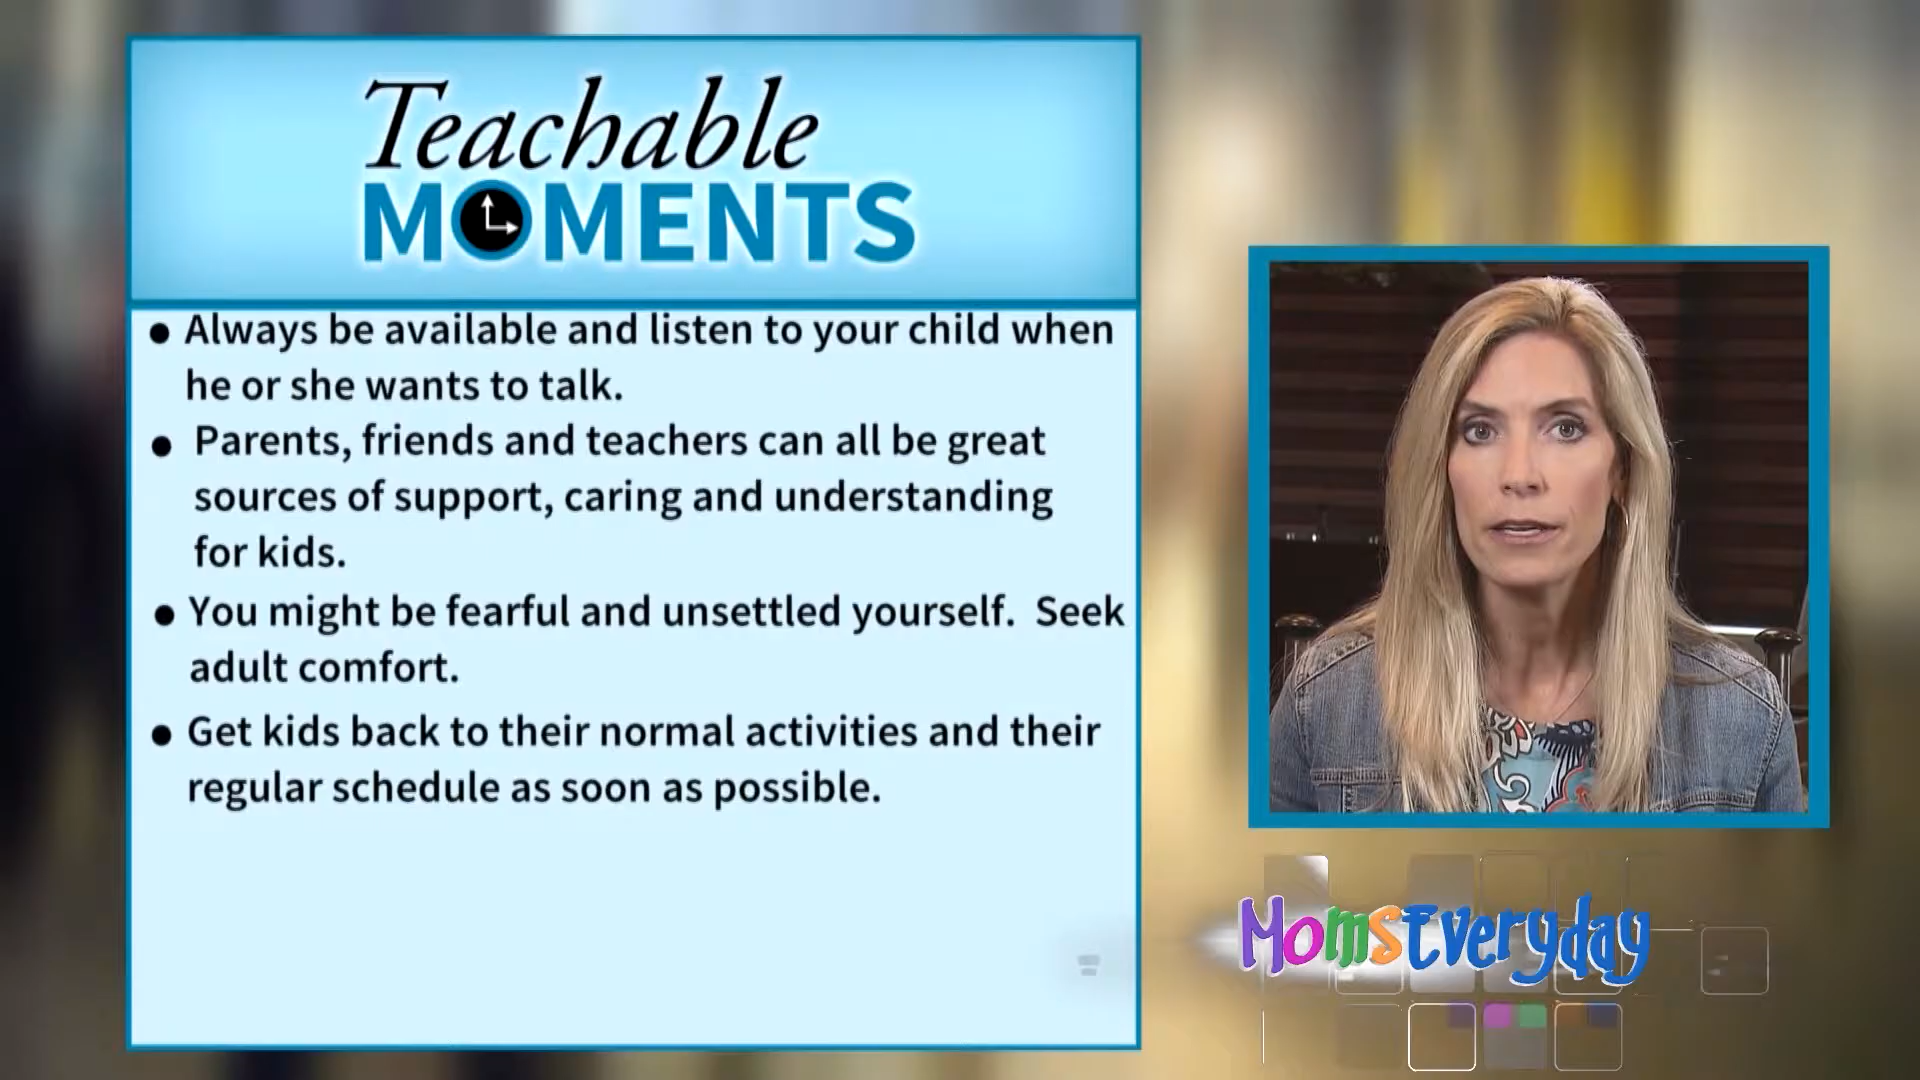 Teachable
MOMENTS
• Always be available and listen to your child when
he or she wants to talk.
• Parents, friends and teachers can all be great
sources of support, caring and understanding
for kids.
• You might be fearful and unsettled yourself.  Seek
adult comfort.
• Get kids back to their normal activities and their
regular schedule as soon as possible.
MomsEveryday